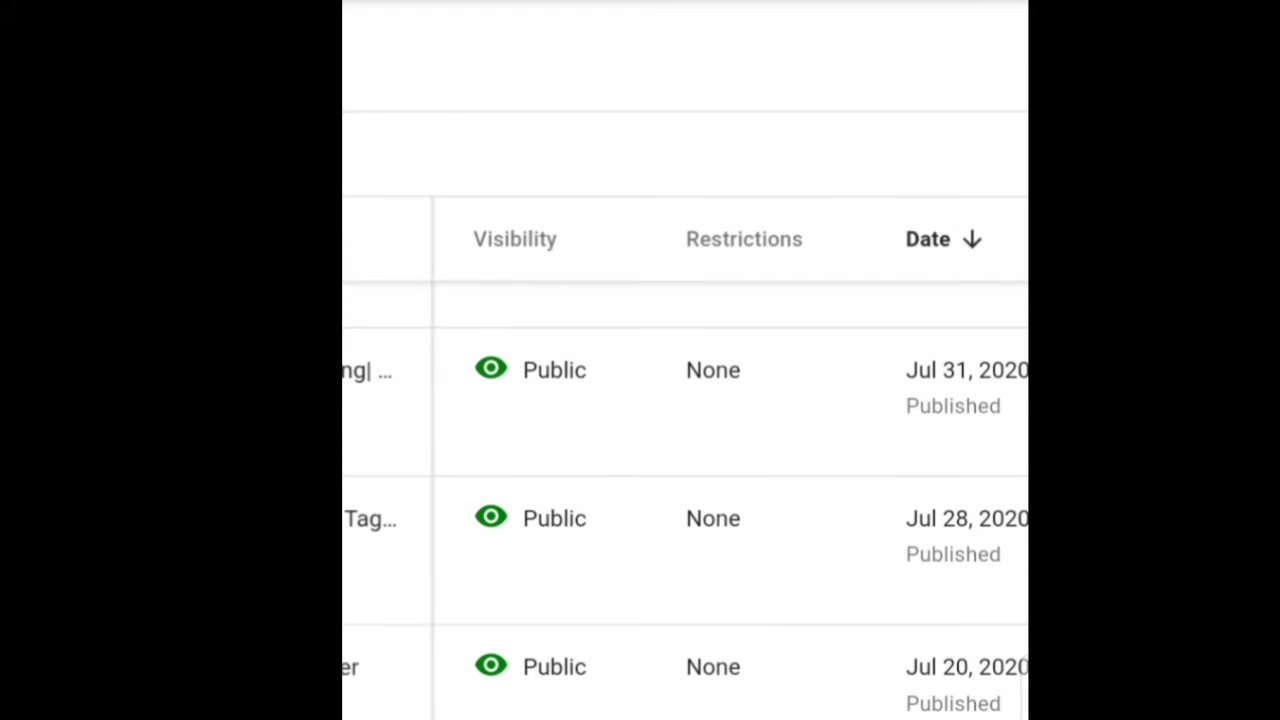 Visibility Restrictions Date
ng| ... Public None Jul 31, 2020
Published
Tag... Public None Jul 28, 2020
Published
er Public None Jul 20, 2020
Published